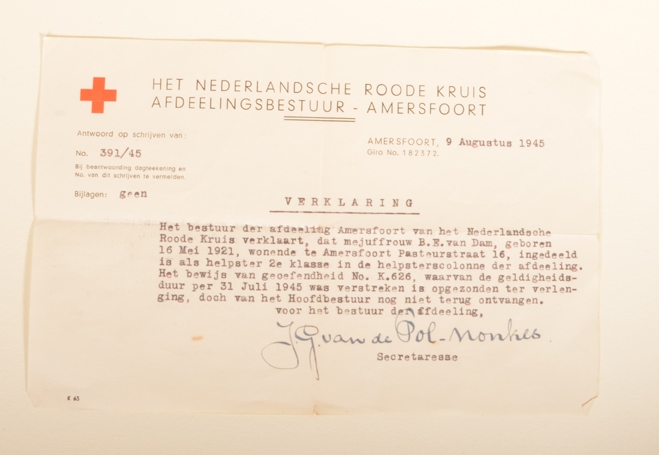 HET NEDERLANDSCHE ROODE KRUIS
AFDEELINGSBESTUUR - AMERSFOORT
Antwoord op schrijven van:
No. 391/45
Bij beantwoording dagteekening en
No. van dit schrijven te vermelden.
Bijlagen: geen
AMERSFOORT, 9 Augustus 1945
Giro No. 182372.
VERKLARING
Het bestuur der afdeeling Amersfoort van het Nederlandsche
Roode Kruis verklaart, dat mejuffrouw B.E.van Dam, geboren
16 Mei 1921, wonende te Amersfoort Pasteurstraat 16, ingedeeld
is als helpster 2e klasse in de helpsterscolonne der afdeeling.
Het bewijs van geoefendheid No. K.626, waarvan de geldigheids-
duur per 31 Juli 1945 was verstreken is opgezonden ter verlen-
ging, doch van het Hoofdbestuur nog niet terug ontvangen.
voor het bestuur der afdeeling,
J.G. van de Pol-Monkes
Secretaresse
K 65